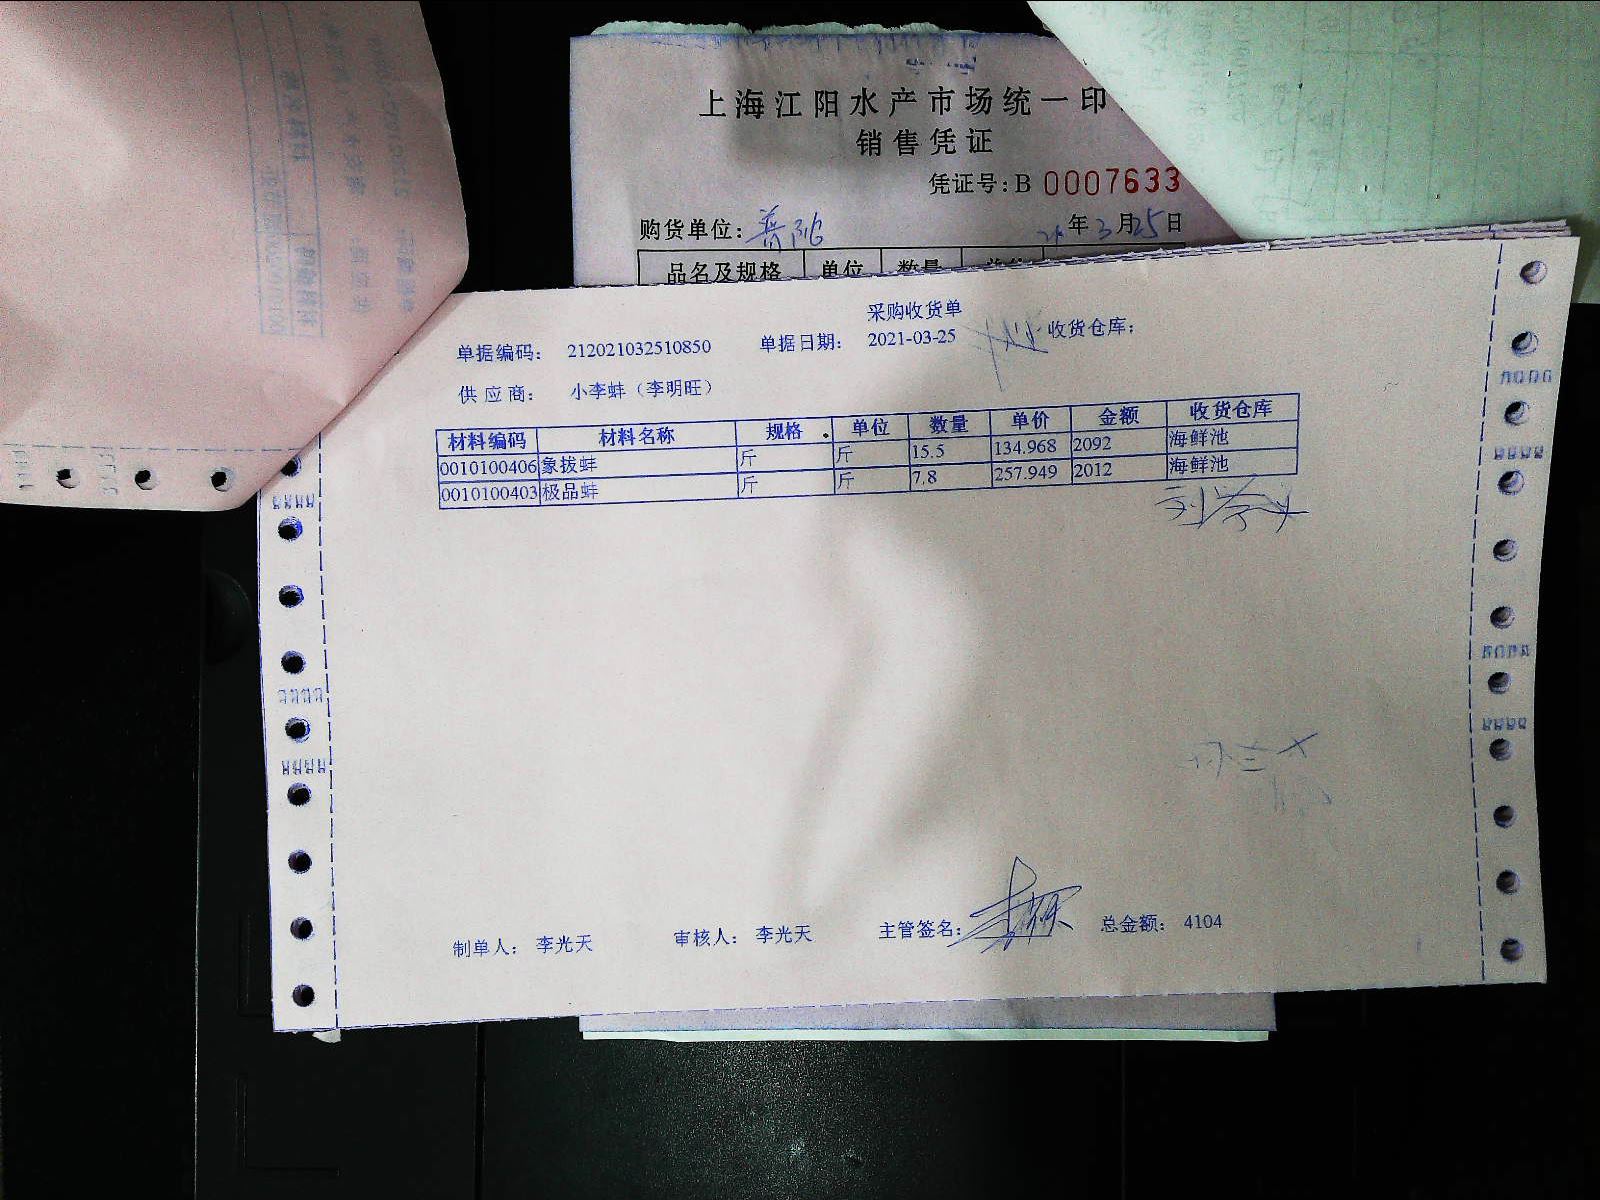 上海江阳水产市场统一印
销售凭证
凭证号:B 0007633
购货单位: 普陀 年3月25日
品名及规格 单位 数量
采购收货单
单据编码: 212021032510850 单据日期: 2021-03-25 收货仓库:
供应商: 小李蚌(李明旺)
材料编码 材料名称 规格 单位 数量 单价 金额 收货仓库
0010100406 象拔蚌 斤 斤 15.5 134.968 2092 海鲜池
0010100403 极品蚌 斤 斤 7.8 257.949 2012 海鲜池
制单人: 李光天 审核人: 李光天 主管签名: 总金额: 4104